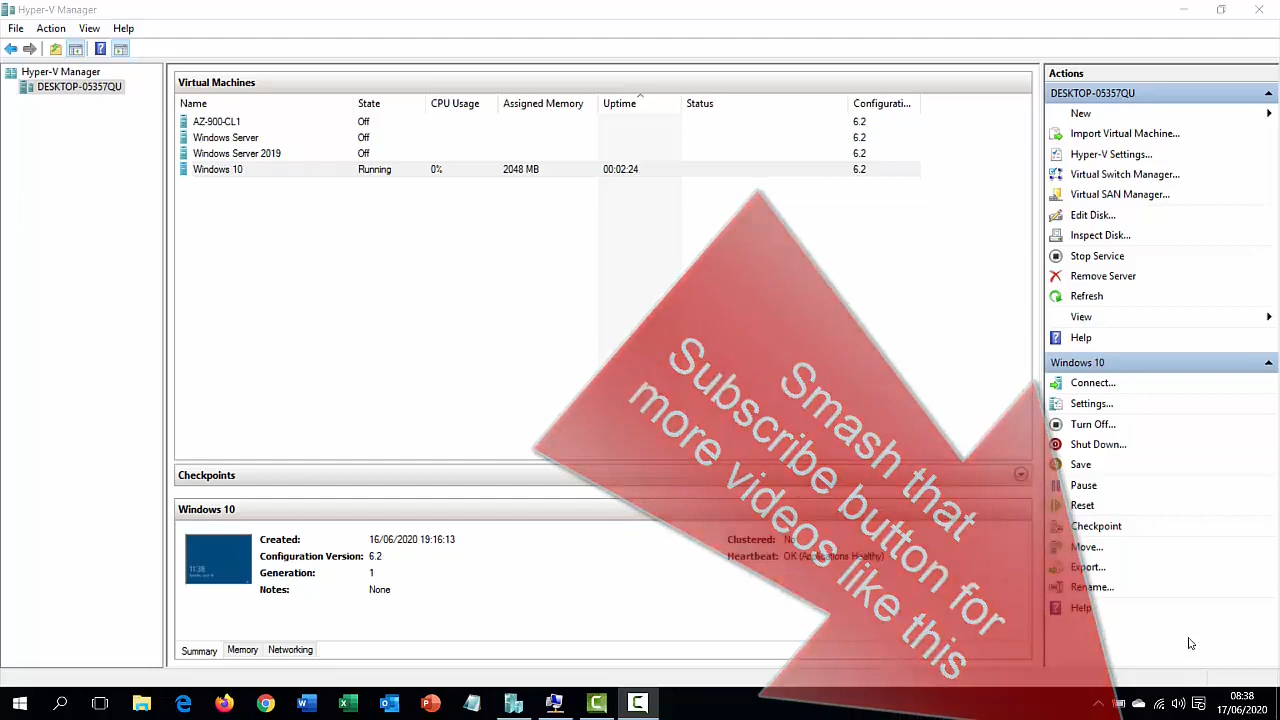 Hyper-V Manager
File Action View Help
Hyper-V Manager
DESKTOP-05357QU
Virtual Machines
Name State CPU Usage Assigned Memory Uptime Status Configurati...
AZ-900-CL1 Off 6.2
Windows Server Off 6.2
Windows Server 2019 Off 6.2
Windows 10 Running 0% 2048 MB 00:02:24 6.2
Checkpoints
Windows 10
Created: 16/06/2020 19:16:13
Configuration Version: 6.2
Generation: 1
Notes: None
Clustered: No
Heartbeat: OK (Applications Healthy)
11:38
Summary Memory Networking
Actions
DESKTOP-05357QU
New
Import Virtual Machine...
Hyper-V Settings...
Virtual Switch Manager...
Virtual SAN Manager...
Edit Disk...
Inspect Disk...
Stop Service
Remove Server
Refresh
View
Help
Windows 10
Connect...
Settings...
Turn Off...
Shut Down...
Save
Pause
Reset
Checkpoint
Move...
Export...
Rename...
Help
Smash that
Subscribe button for
more videos like this
08:38
17/06/2020